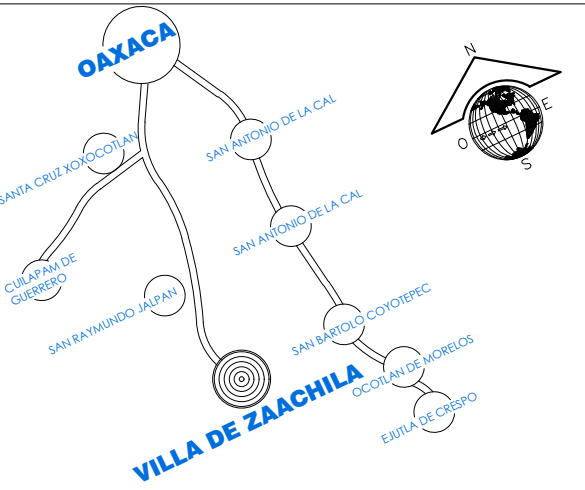 OAXACA
N
E
O
S
SAN ANTONIO DE LA CAL
SANTA CRUZ XOXOCOTLAN
SAN ANTONIO DE LA CAL
CUILAPAM DE
GUERRERO
SAN RAYMUNDO JALPAN
SAN BARTOLO COYOTEPEC
OCOTLAN DE MORELOS
VILLA DE ZAACHILA
EJUTLA DE CRESPO